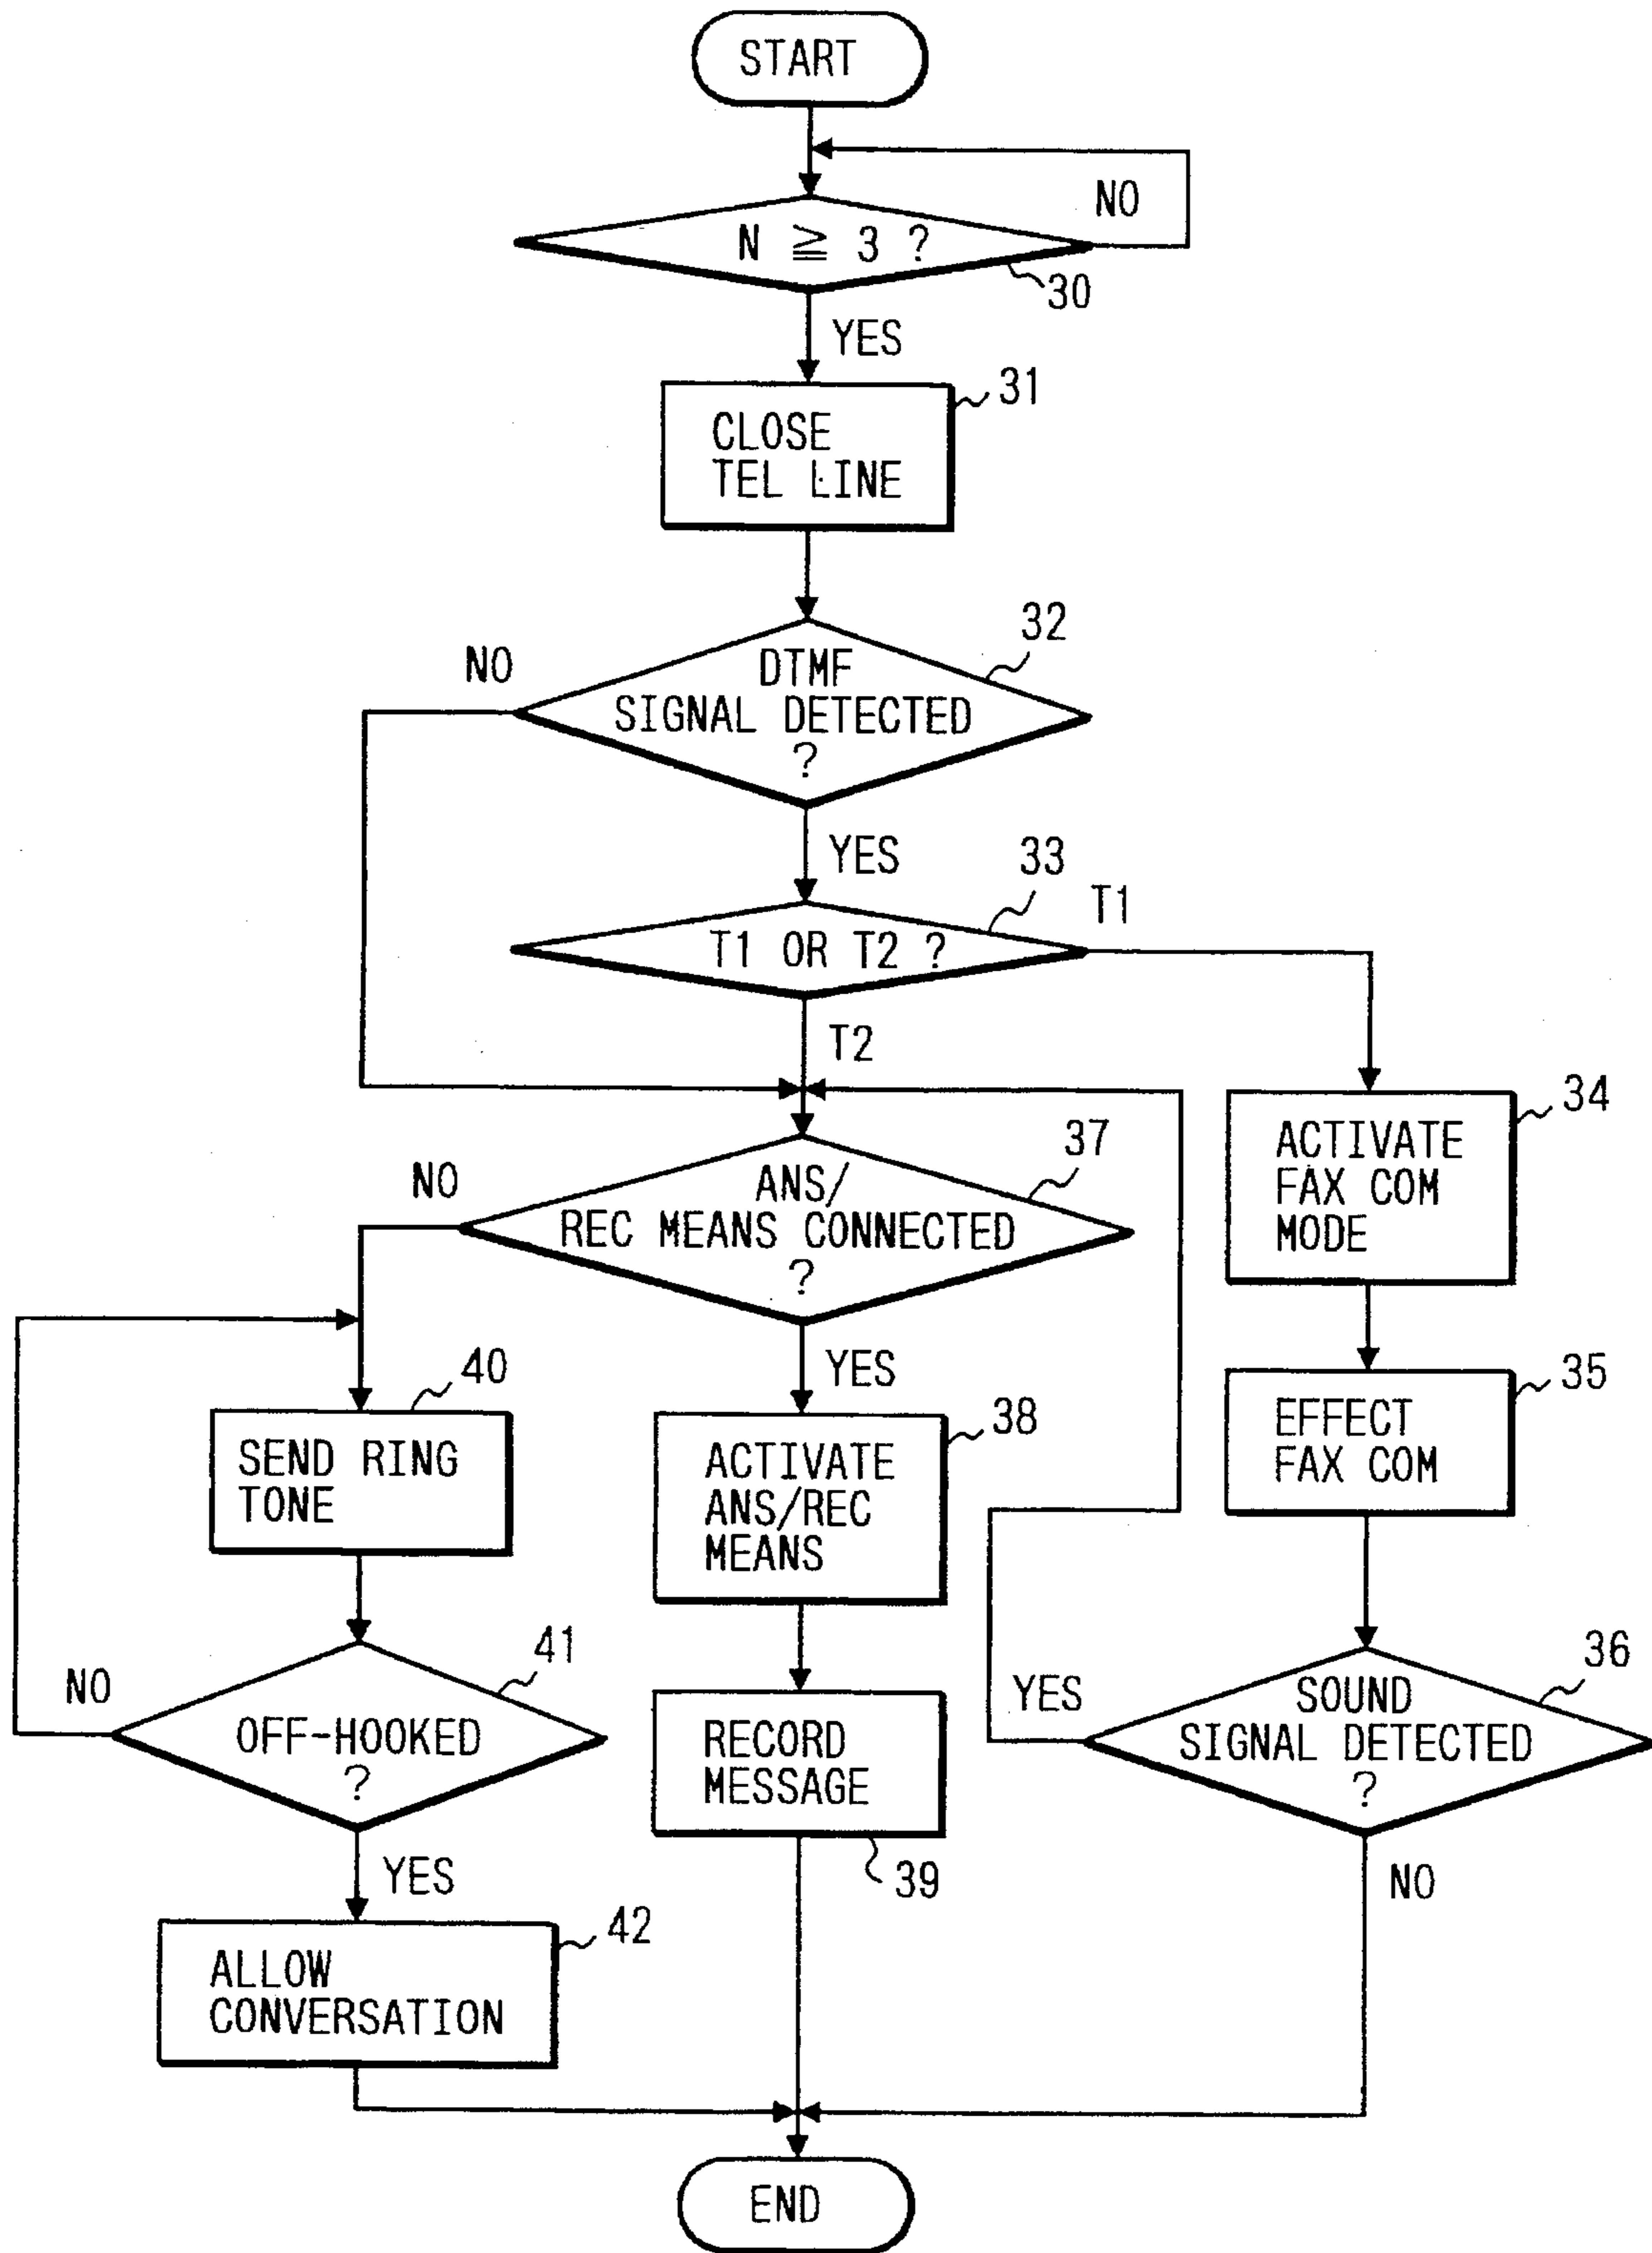 START
NO
N ≧ 3 ?
30
YES
31
CLOSE
TEL LINE
32
NO
DTMF
SIGNAL DETECTED
?
YES
33
T1
T1 OR T2 ?
T2
34
ACTIVATE
FAX COM
MODE
37
NO
ANS/
REC MEANS CONNECTED
?
YES
35
EFFECT
FAX COM
40
SEND RING
TONE
38
ACTIVATE
ANS/REC
MEANS
41
NO
OFF-HOOKED
?
YES
36
YES
SOUND
SIGNAL DETECTED
?
NO
RECORD
MESSAGE
39
42
ALLOW
CONVERSATION
END